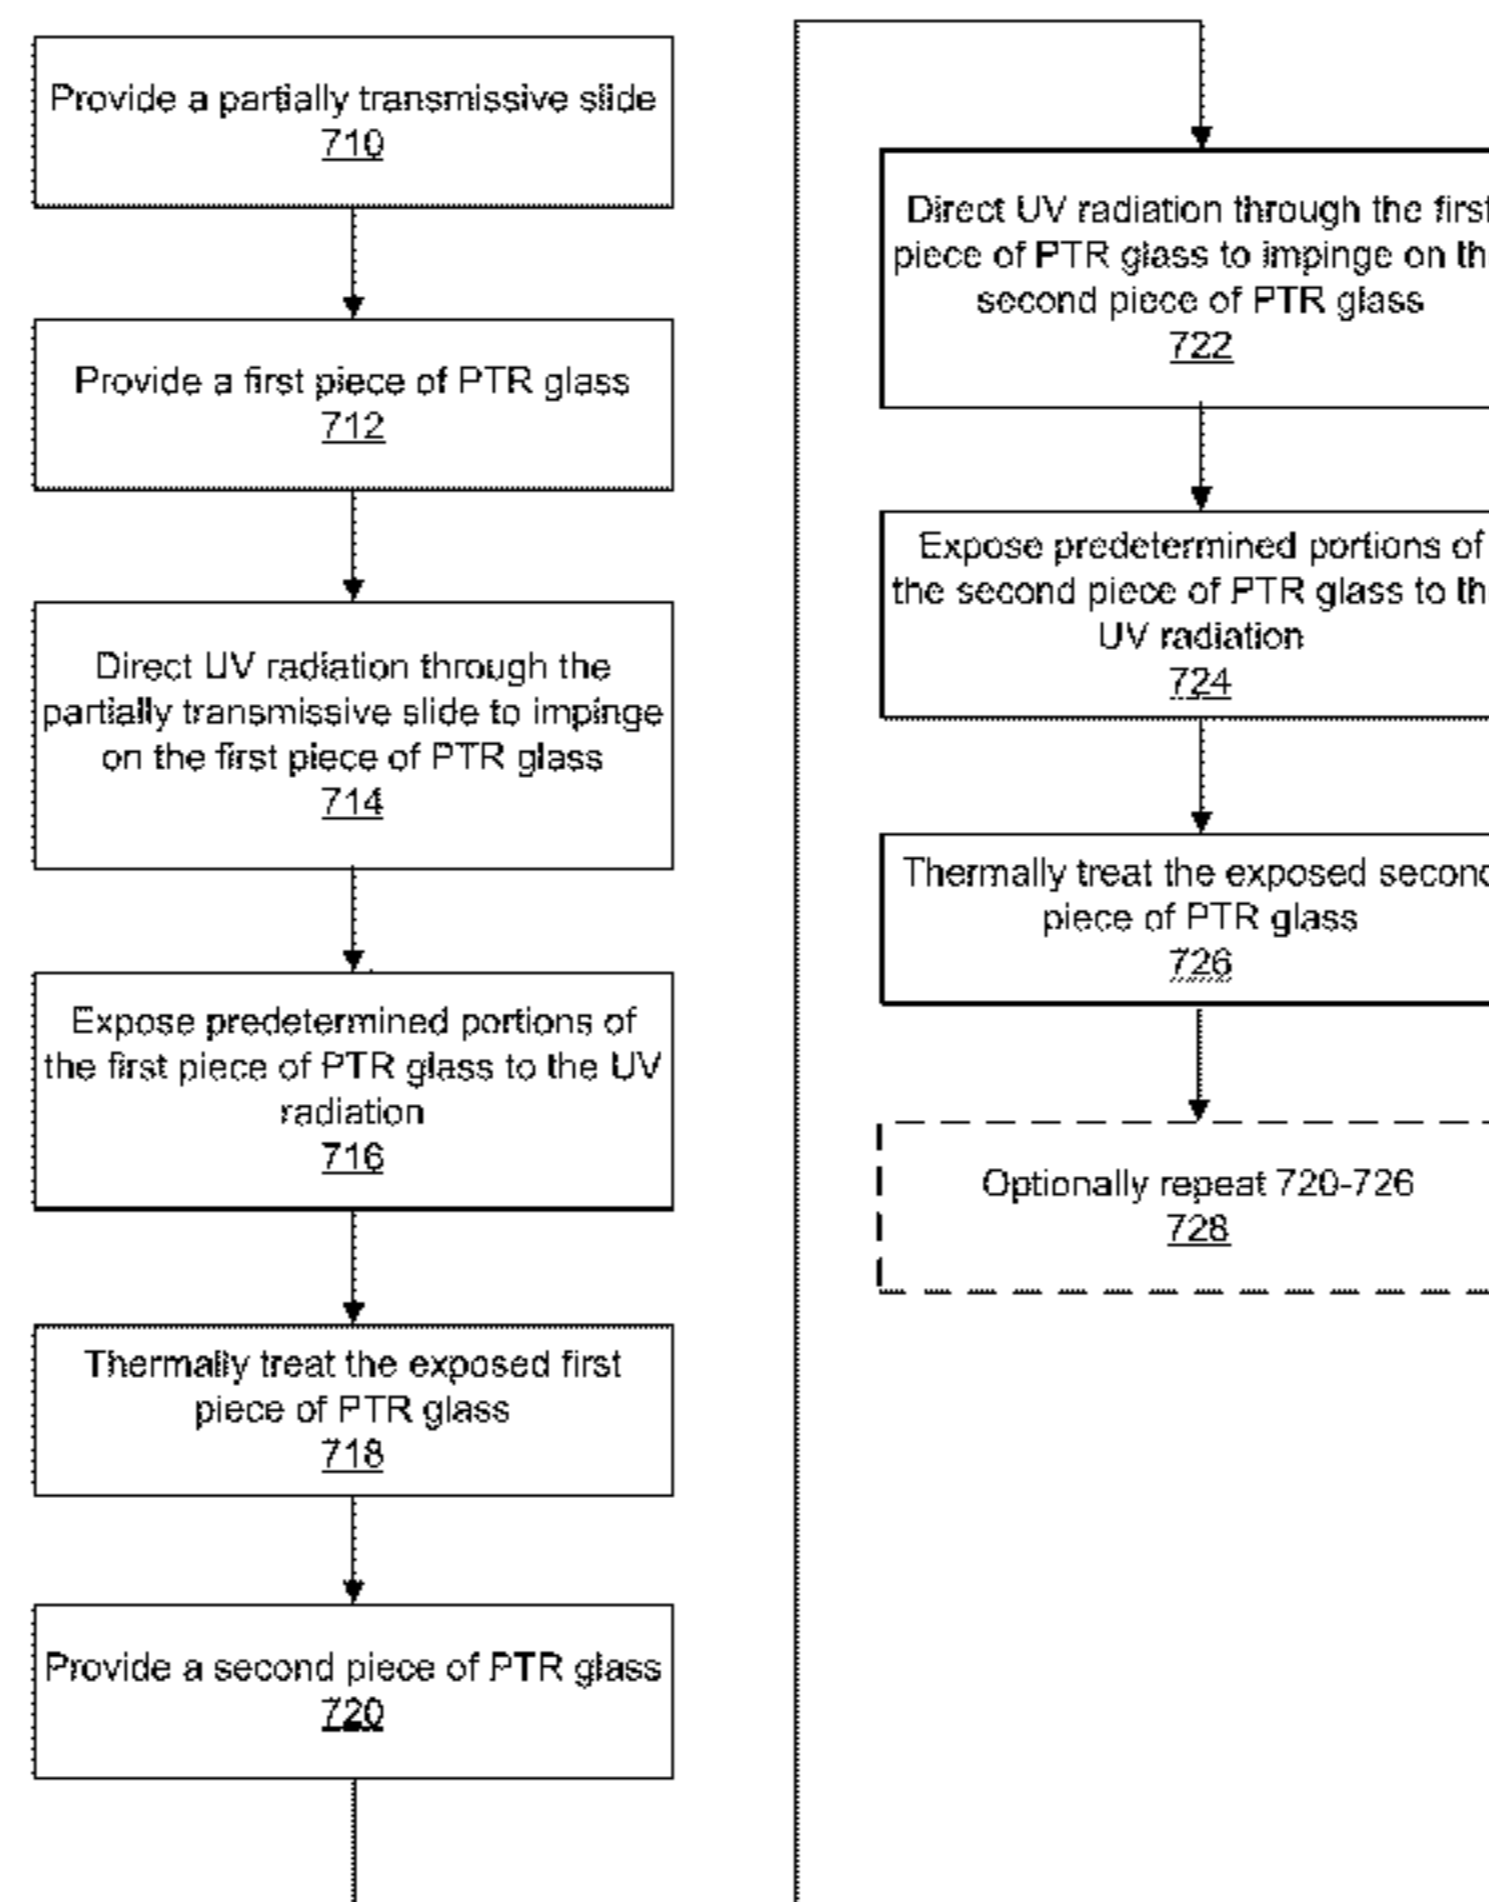 Provide a partially transmissive slide
710
Provide a first piece of PTR glass
712
Direct UV radiation through the
partially transmissive slide to impinge
on the first piece of PTR glass
714
Expose predetermined portions of
the first piece of PTR glass to the UV
radiation
716
Thermally treat the exposed first
piece of PTR glass
718
Provide a second piece of PTR glass
720
Direct UV radiation through the first
piece of PTR glass to impinge on th
second piece of PTR glass
722
Expose predetermined portions of
the second piece of PTR glass to th
UV radiation
724
Thermally treat the exposed second
piece of PTR glass
726
Optionally repeat 720-726
728